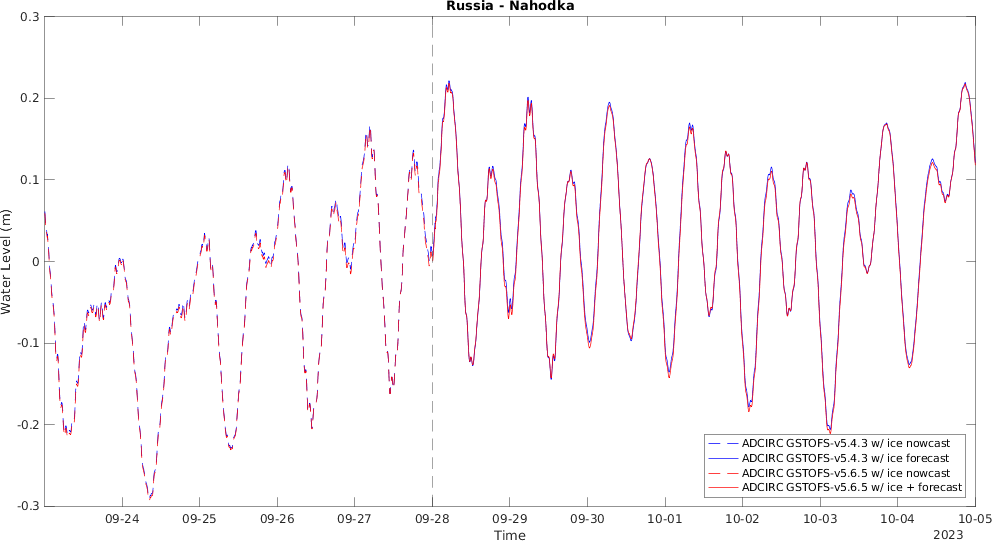 Russia - Nahodka
Water Level (m)
0.3
0.2
0.1
0
-0.1
-0.2
-0.3
ADCIRC GSTOFS-v5.4.3 w/ ice nowcast
ADCIRC GSTOFS-v5.4.3 w/ ice forecast
ADCIRC GSTOFS-v5.6.5 w/ ice nowcast
ADCIRC GSTOFS-v5.6.5 w/ ice + forecast
09-24 09-25 09-26 09-27 09-28 09-29 09-30 10-01 10-02 10-03 10-04 10-05
Time
2023